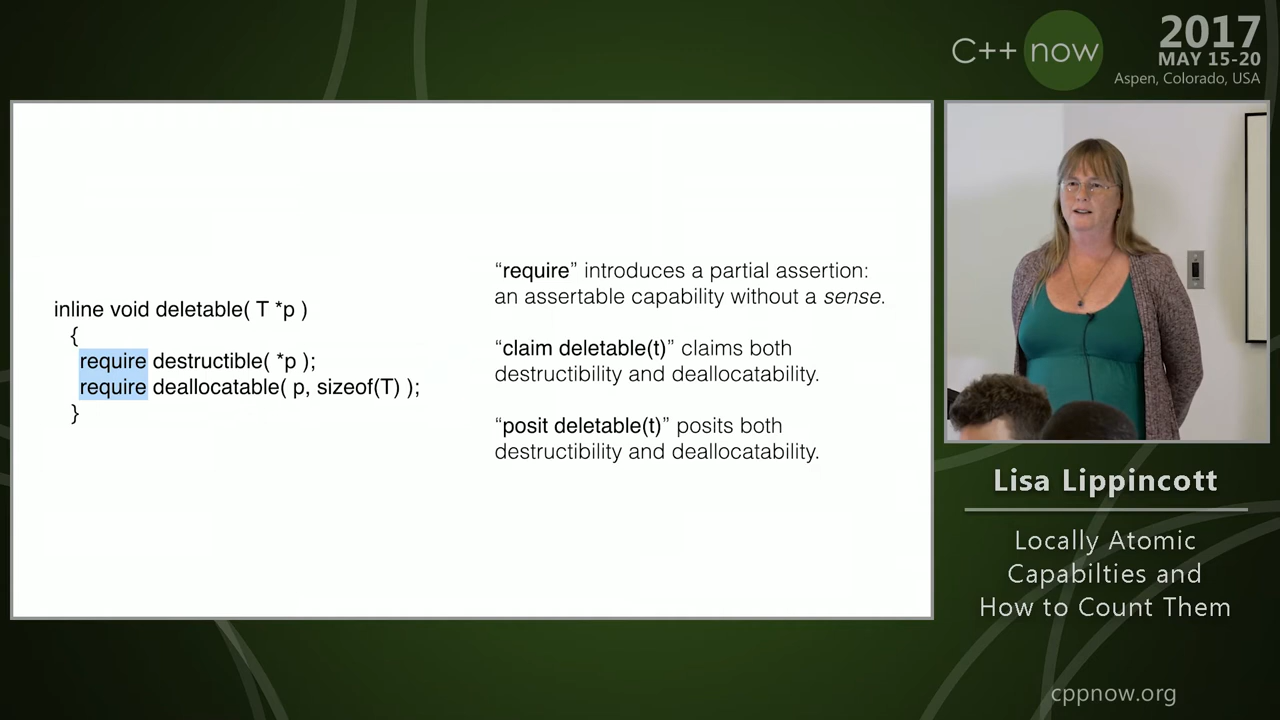 C++ now
2017
MAY 15-20
Aspen, Colorado, USA
inline void deletable( T *p )
{
require destructible( *p );
require deallocatable( p, sizeof(T) );
}
“require” introduces a partial assertion:
an assertable capability without a sense.
“claim deletable(t)” claims both
destructibility and deallocatability.
“posit deletable(t)” posits both
destructibility and deallocatability.
Lisa Lippincott
Locally Atomic
Capabilties and
How to Count Them
cppnow.org